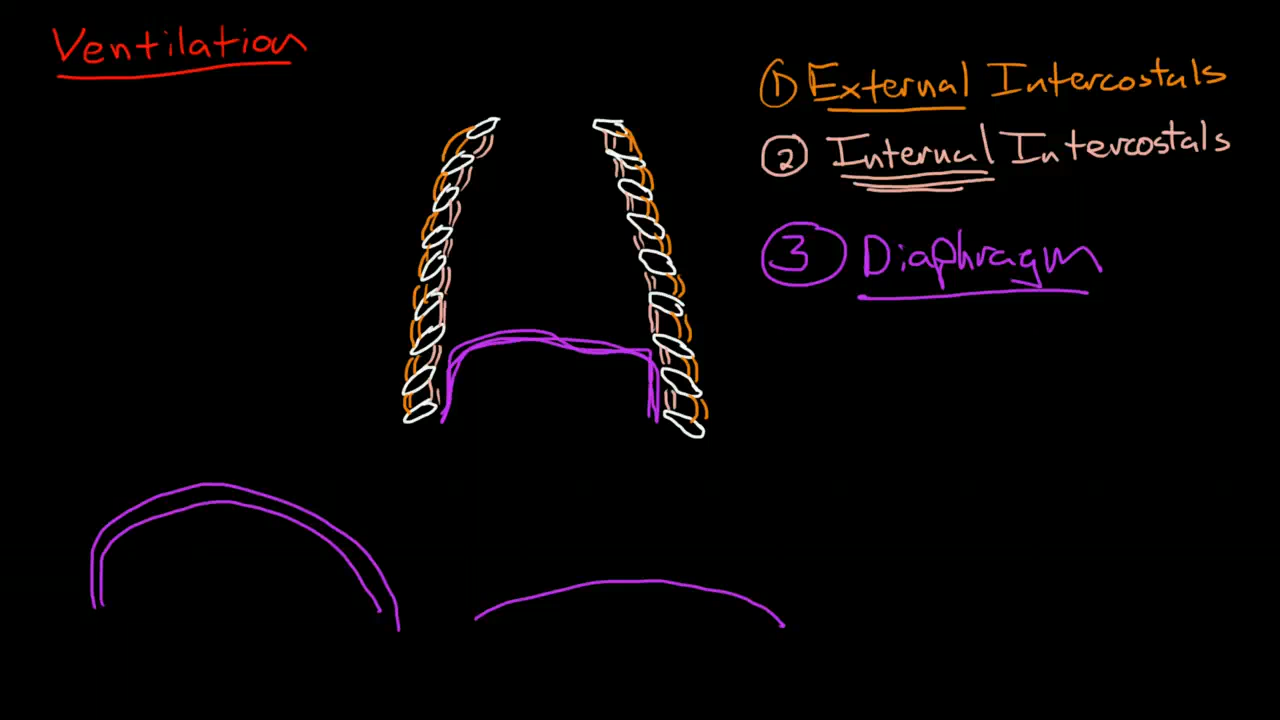 Ventilation
① External Intercostals
② Internal Intercostals
③ Diaphragm